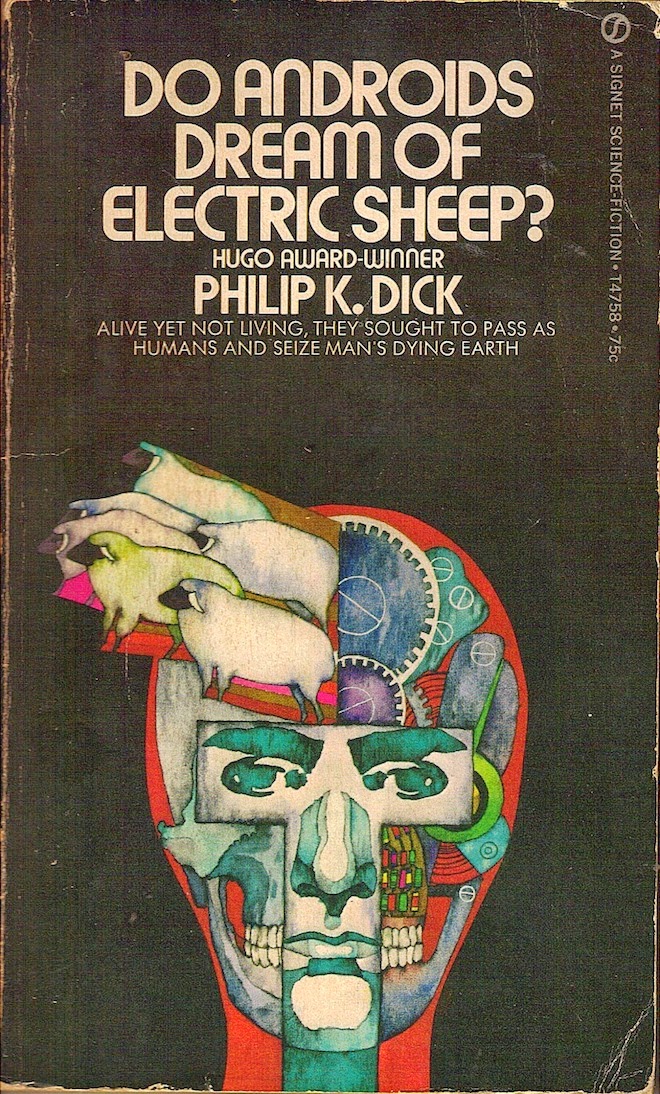 DO ANDROIDS
DREAM OF
ELECTRIC SHEEP?
HUGO AWARD-WINNER
PHILIP K. DICK
ALIVE YET NOT LIVING, THEY SOUGHT TO PASS AS
HUMANS AND SEIZE MAN'S DYING EARTH
A SIGNET SCIENCE-FICTION • T4758 • 75c